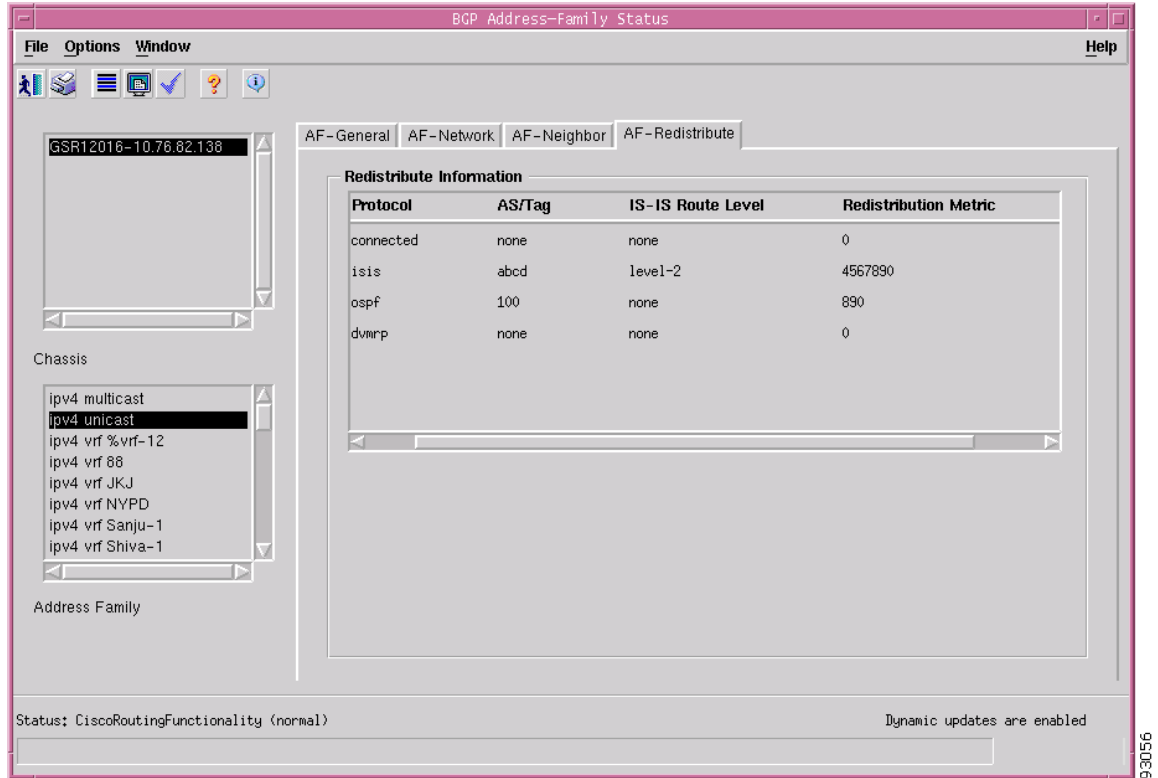 BGP Address-Family Status
File Options Window Help
GSR12016-10.76.82.138
Chassis
ipv4 multicast
ipv4 unicast
ipv4 vrf %vrf-12
ipv4 vrf 88
ipv4 vrf JKJ
ipv4 vrf NYPD
ipv4 vrf Sanju-1
ipv4 vrf Shiva-1
Address Family
AF-General AF-Network AF-Neighbor AF-Redistribute
Redistribute Information
Protocol AS/Tag IS-IS Route Level Redistribution Metric
connected none none 0
isis abcd level-2 4567890
ospf 100 none 890
dvmrp none none 0
Status: CiscoRoutingFunctionality (normal) Dynamic updates are enabled
93056